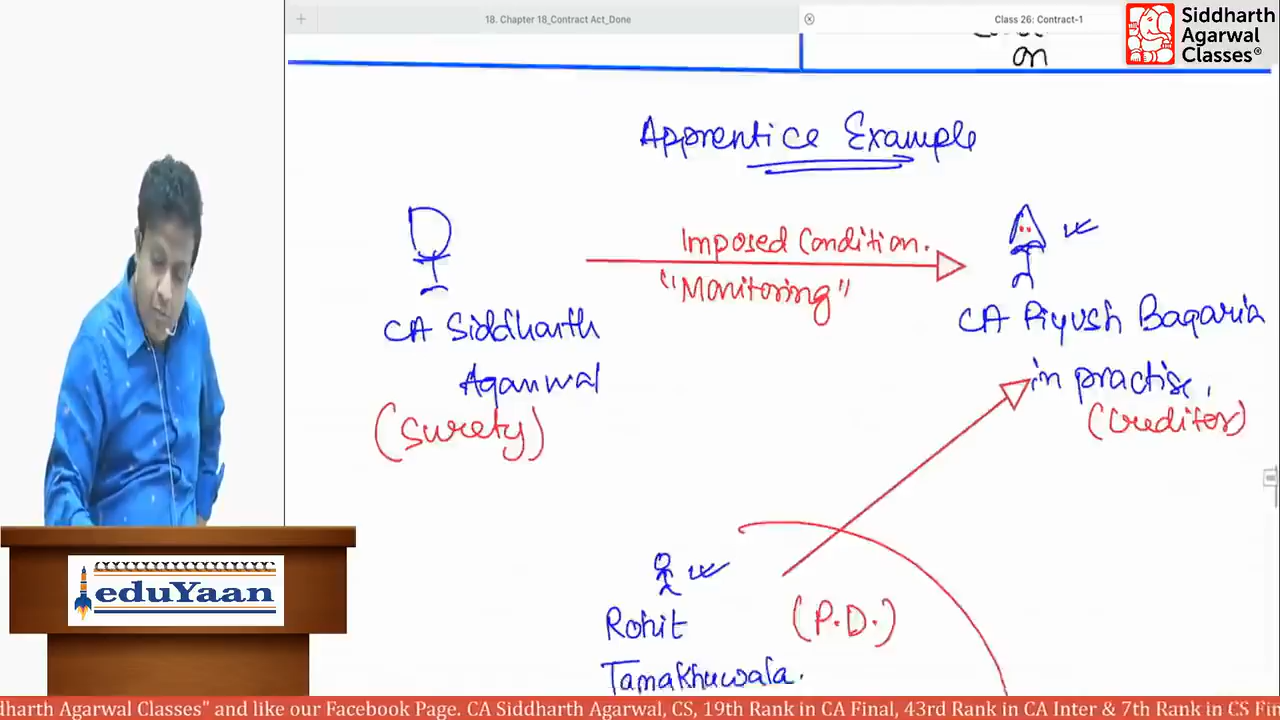 18. Chapter 18_Contract Act_Done
Class 26: Contract-1
Siddharth
Agarwal
Classes®
on
Apprentice Example
Imposed Condition.
"Monitoring"
CA Siddharth
Agarwal
(Surety)
CA Piyush Bagaria
in practise.
(Creditor)
Rohit
Tamakhuwala.
(P.D.)
eduYaan
dharth Agarwal Classes" and like our Facebook Page. CA Siddharth Agarwal, CS, 19th Rank in CA Final, 43rd Rank in CA Inter & 7th Rank in CS Fin